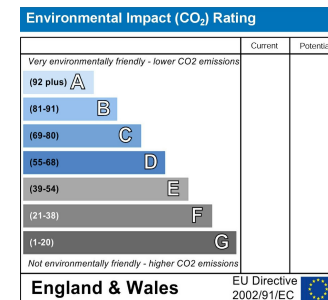 Environmental Impact (CO₂) Rating
Current Potentia
Very environmentally friendly - lower CO2 emissions
(92 plus) A
(81-91) B
(69-80) C
(55-68) D
(39-54) E
(21-38) F
(1-20) G
Not environmentally friendly - higher CO2 emissions
England & Wales
EU Directive
2002/91/EC